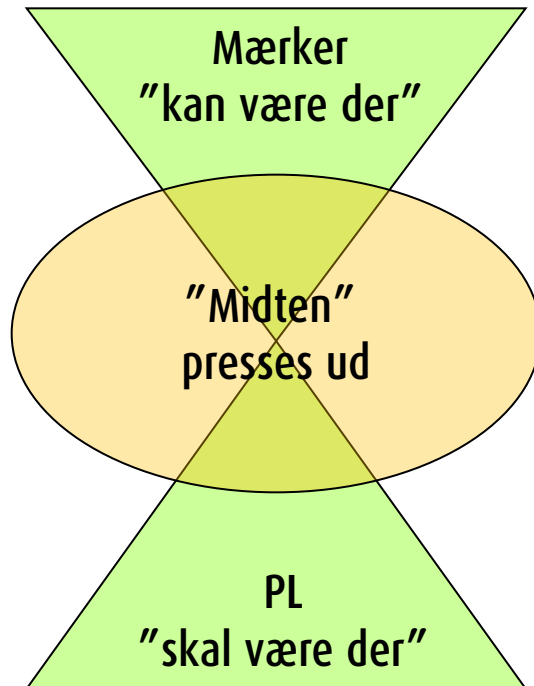 Mærker
”kan være der”
”Midten”
presses ud
PL
”skal være der”